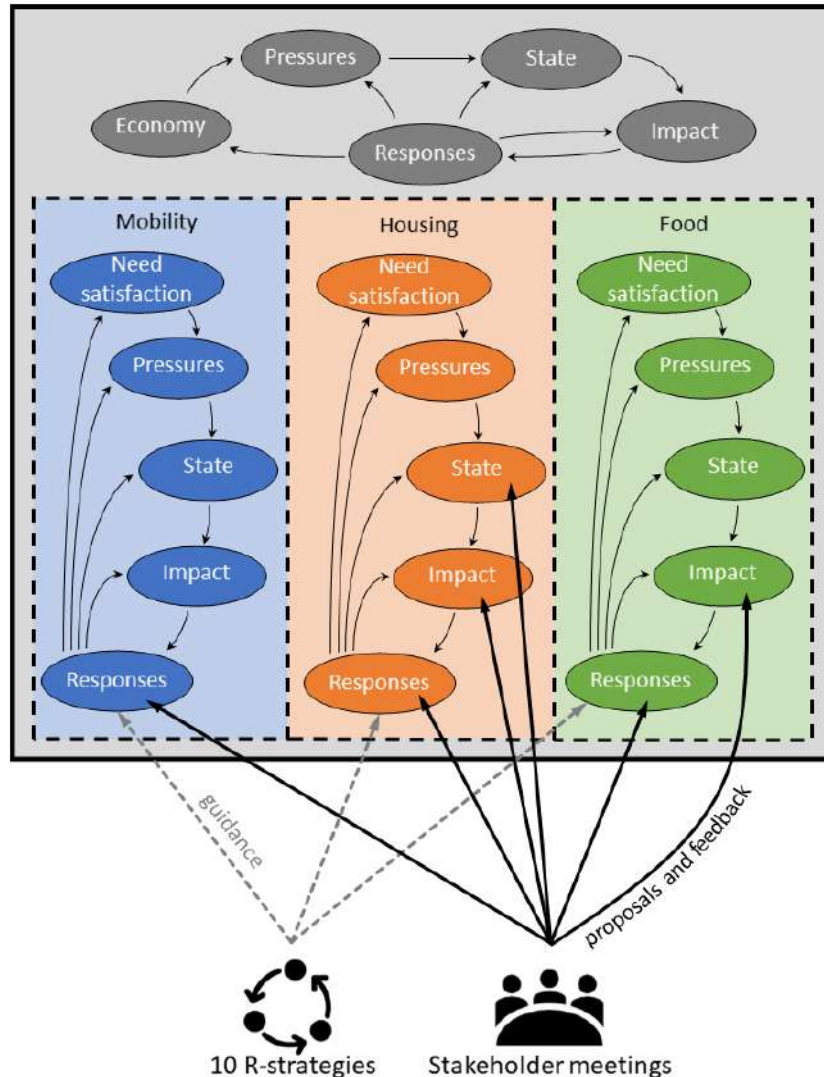 Pressures
State
Economy
Responses
Impact
Mobility
Need
satisfaction
Pressures
State
Impact
Responses
Housing
Need
satisfaction
Pressures
State
Impact
Responses
Food
Need
satisfaction
Pressures
State
Impact
Responses
guidance
proposals and feedback
10 R-strategies
Stakeholder meetings